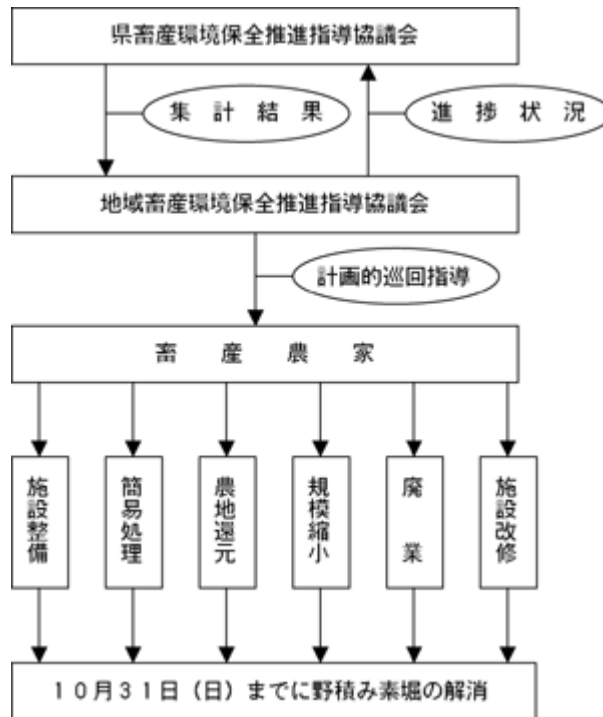 県畜産環境保全推進指導協議会
集計結果
進捗状況
地域畜産環境保全推進指導協議会
計画的巡回指導
畜産農家
施設整備
簡易処理
農地還元
規模縮小
廃業
施設改修
10月31日(日)までに野積み素堀の解消